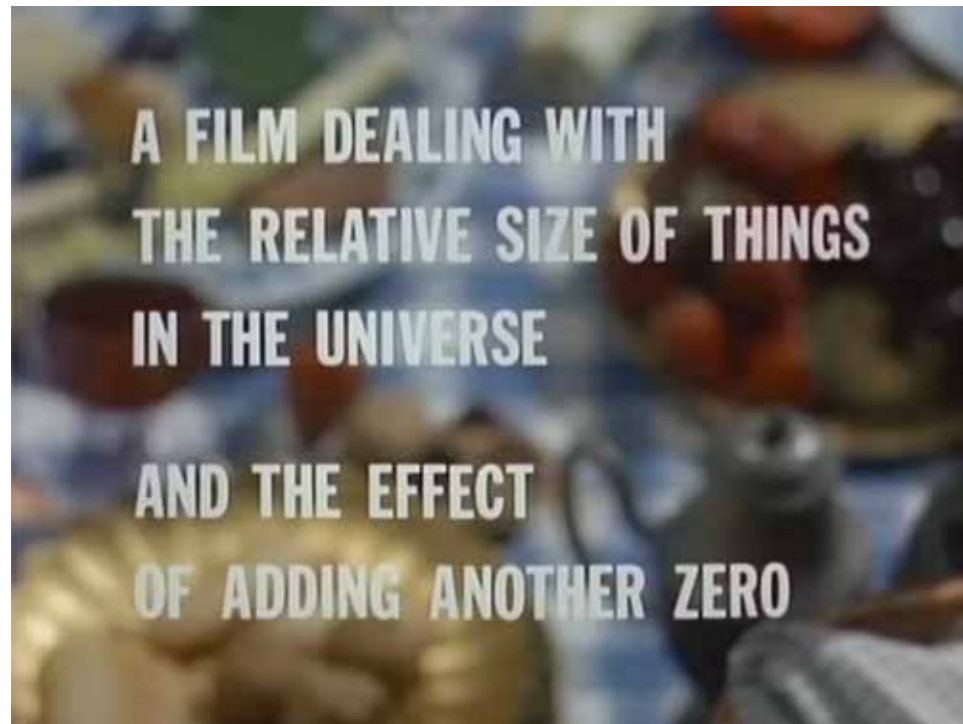 A FILM DEALING WITH
THE RELATIVE SIZE OF THINGS
IN THE UNIVERSE
AND THE EFFECT
OF ADDING ANOTHER ZERO